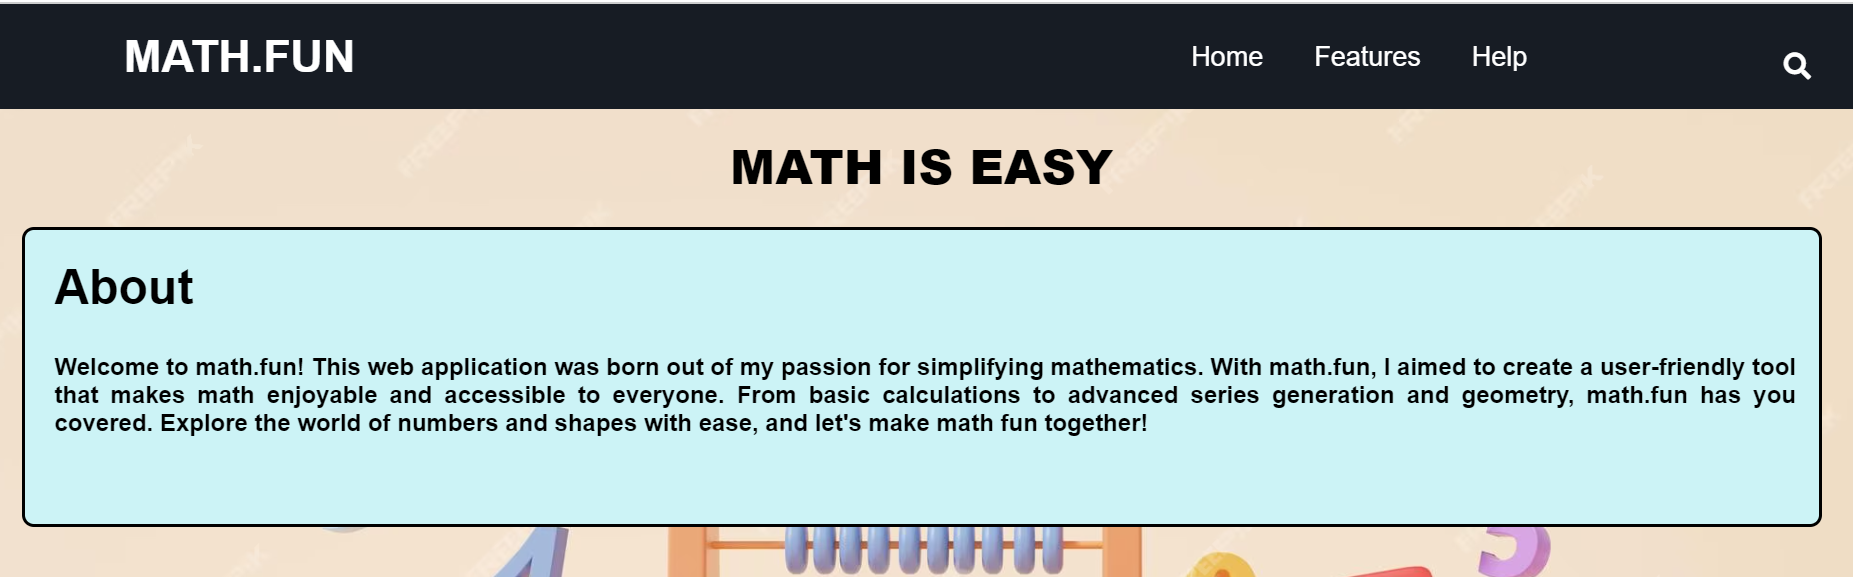 MATH.FUN
Home Features Help
MATH IS EASY
About
Welcome to math.fun! This web application was born out of my passion for simplifying mathematics. With math.fun, I aimed to create a user-friendly tool
that makes math enjoyable and accessible to everyone. From basic calculations to advanced series generation and geometry, math.fun has you
covered. Explore the world of numbers and shapes with ease, and let's make math fun together!